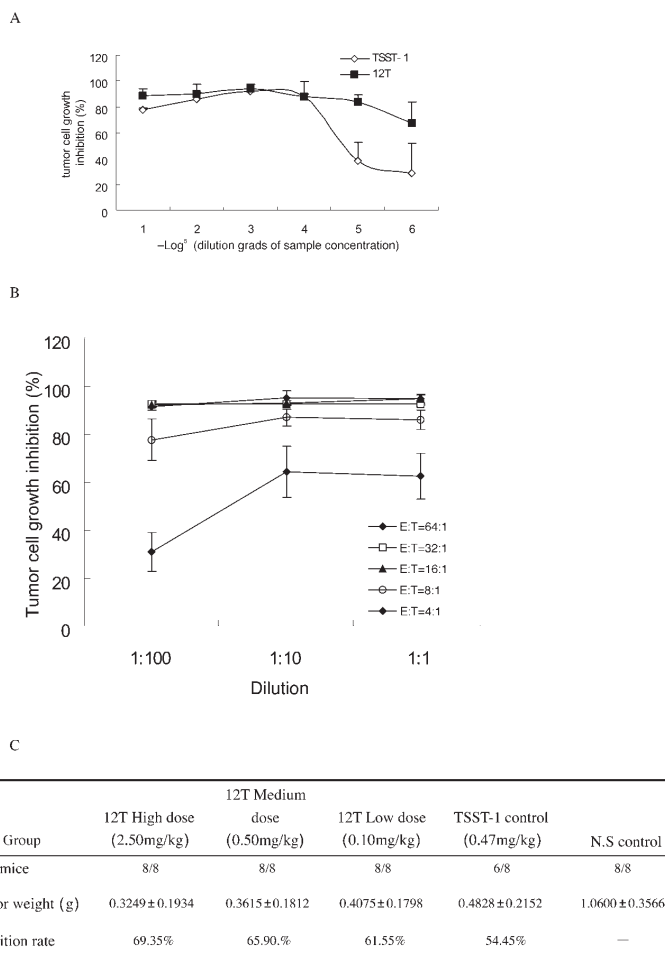 A
120
100
80
60
40
20
0
tumor cell growth
inhibition (%)
TSST- 1
12T
1 2 3 4 5 6
–Log⁵ (dilution grads of sample concentration)
B
120
100
80
60
40
20
0
Tumor cell growth inhibition (%)
E:T=64:1
E:T=32:1
E:T=16:1
E:T=8:1
E:T=4:1
1:100 1:10 1:1
Dilution
C
Group 12T High dose (2.50mg/kg) 12T Medium dose (0.50mg/kg) 12T Low dose (0.10mg/kg) TSST-1 control (0.47mg/kg) N.S control
mice 8/8 8/8 8/8 6/8 8/8
or weight (g) 0.3249±0.1934 0.3615±0.1812 0.4075±0.1798 0.4828±0.2152 1.0600±0.3566
ition rate 69.35% 65.90.% 61.55% 54.45% —